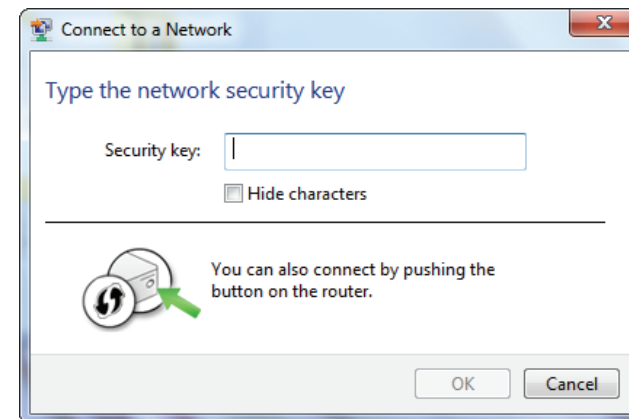 Connect to a Network
Type the network security key
Security key:
Hide characters
You can also connect by pushing the
button on the router.
OK
Cancel